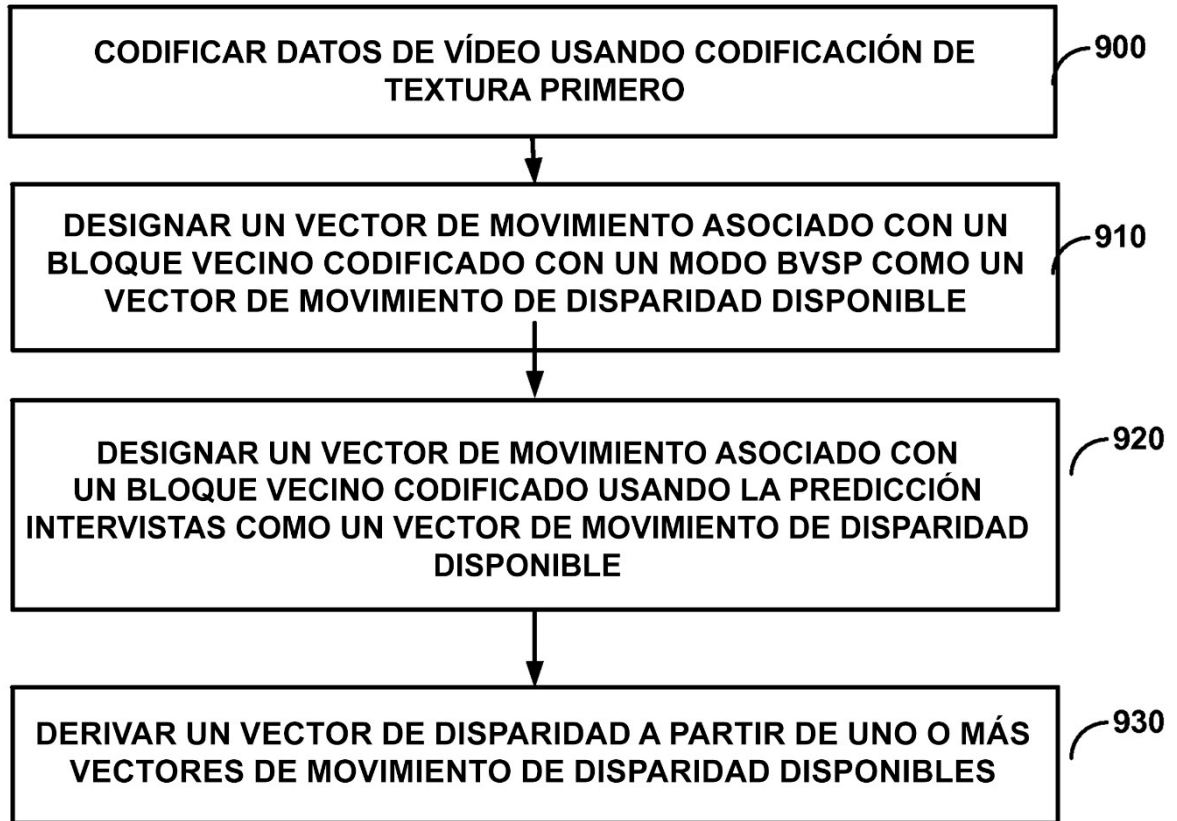 CODIFICAR DATOS DE VÍDEO USANDO CODIFICACIÓN DE
TEXTURA PRIMERO
900
DESIGNAR UN VECTOR DE MOVIMIENTO ASOCIADO CON UN
BLOQUE VECINO CODIFICADO CON UN MODO BVSP COMO UN
VECTOR DE MOVIMIENTO DE DISPARIDAD DISPONIBLE
910
DESIGNAR UN VECTOR DE MOVIMIENTO ASOCIADO CON
UN BLOQUE VECINO CODIFICADO USANDO LA PREDICCIÓN
INTERVISTAS COMO UN VECTOR DE MOVIMIENTO DE DISPARIDAD
DISPONIBLE
920
DERIVAR UN VECTOR DE DISPARIDAD A PARTIR DE UNO O MÁS
VECTORES DE MOVIMIENTO DE DISPARIDAD DISPONIBLES
930